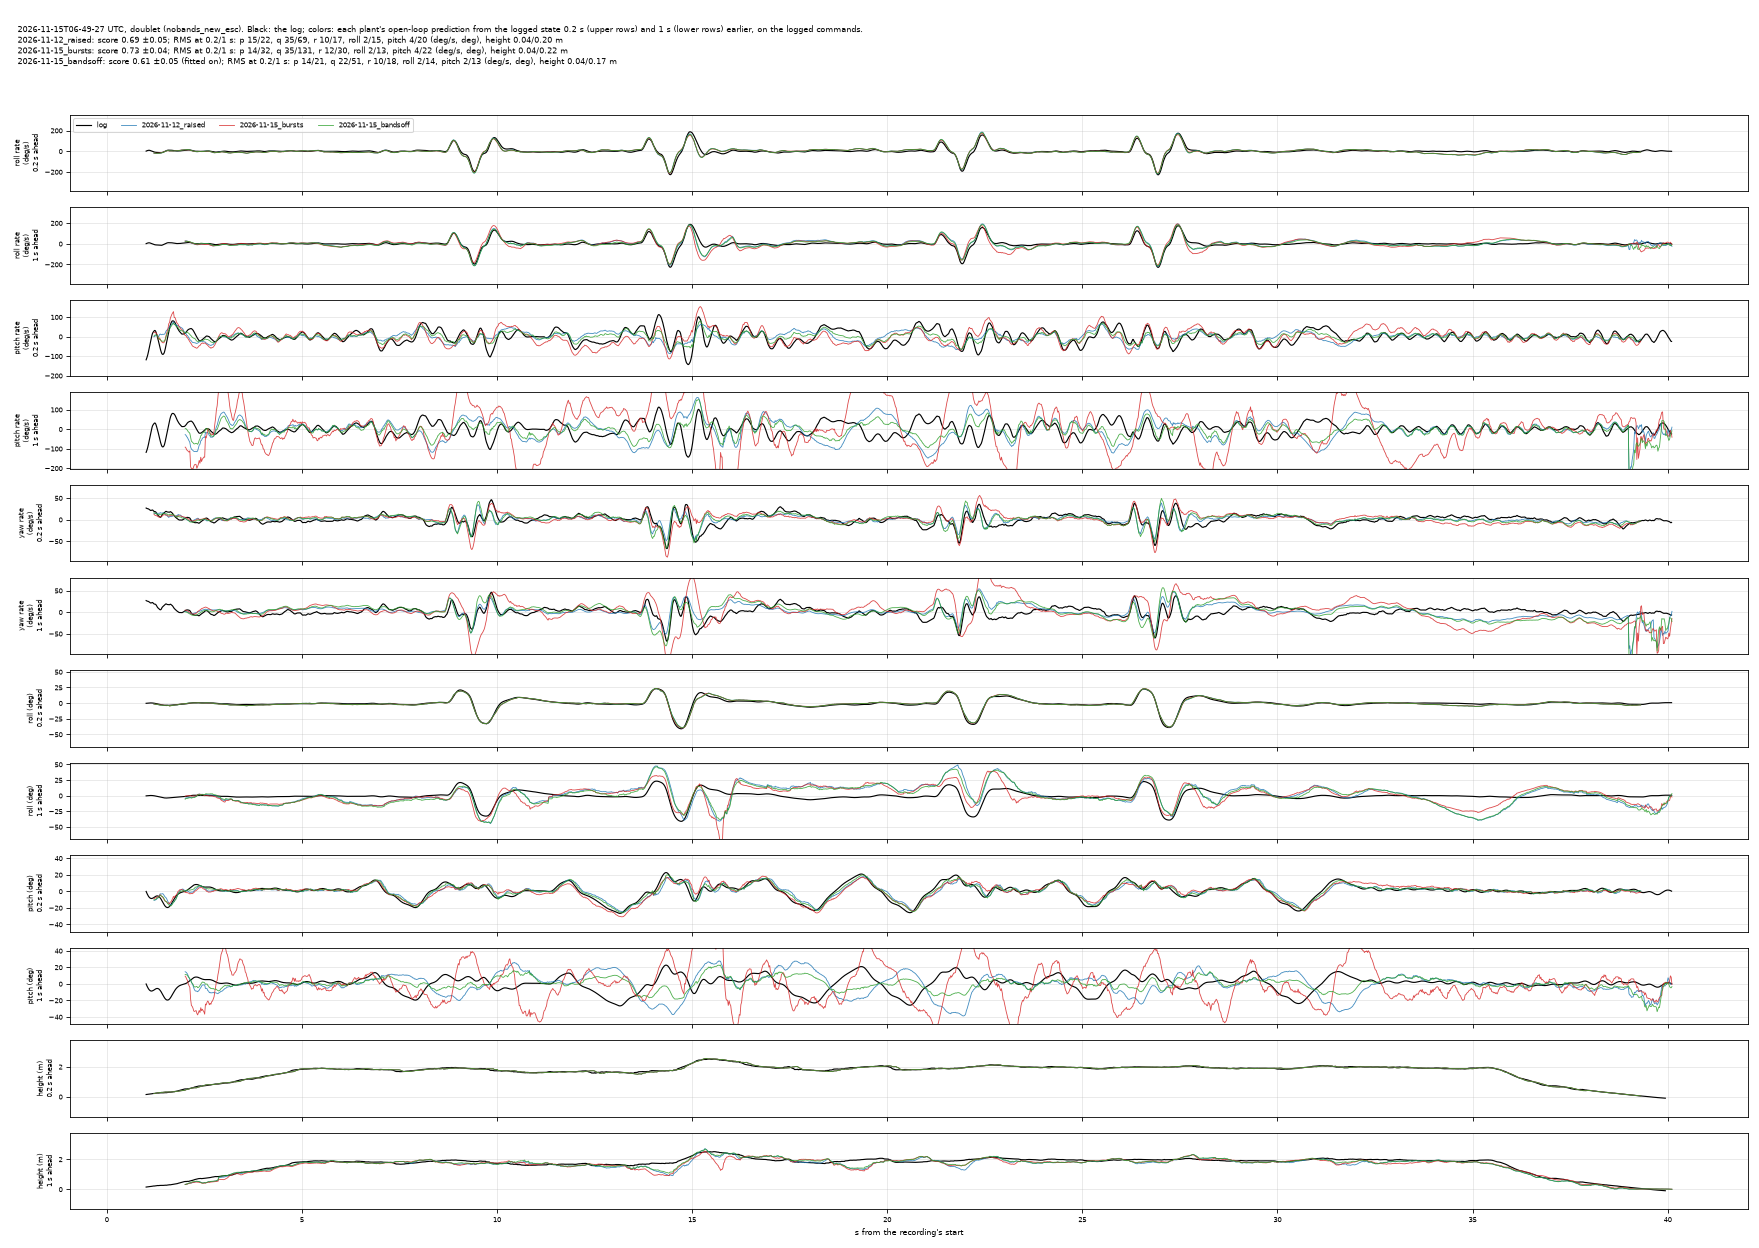 2026-11-15T06-49-27 UTC, doublet (nobands_new_esc). Black: the log; colors: each plant's open-loop prediction from the logged state 0.2 s (upper rows) and 1 s (lower rows) earlier, on the logged commands.
2026-11-12_raised: score 0.69 ±0.05; RMS at 0.2/1 s: p 15/22, q 35/69, r 10/17, roll 2/15, pitch 4/20 (deg/s, deg), height 0.04/0.20 m
2026-11-15_bursts: score 0.73 ±0.04; RMS at 0.2/1 s: p 14/32, q 35/131, r 12/30, roll 2/13, pitch 4/22 (deg/s, deg), height 0.04/0.22 m
2026-11-15_bandsoff: score 0.61 ±0.05 (fitted on); RMS at 0.2/1 s: p 14/21, q 22/51, r 10/18, roll 2/14, pitch 2/13 (deg/s, deg), height 0.04/0.17 m
log 2026-11-12_raised 2026-11-15_bursts 2026-11-15_bandsoff
roll rate
(deg/s)
0.2 s ahead
200
0
−200
roll rate
(deg/s)
1 s ahead
200
0
−200
pitch rate
(deg/s)
0.2 s ahead
100
0
−100
−200
pitch rate
(deg/s)
1 s ahead
100
0
−100
−200
yaw rate
(deg/s)
0.2 s ahead
50
0
−50
yaw rate
(deg/s)
1 s ahead
50
0
−50
roll (deg)
0.2 s ahead
50
25
0
−25
−50
roll (deg)
1 s ahead
50
25
0
−25
−50
pitch (deg)
0.2 s ahead
40
20
0
−20
−40
pitch (deg)
1 s ahead
40
20
0
−20
−40
height (m)
0.2 s ahead
2
0
height (m)
1 s ahead
2
0
0 5 10 15 20 25 30 35 40
s from the recording's start